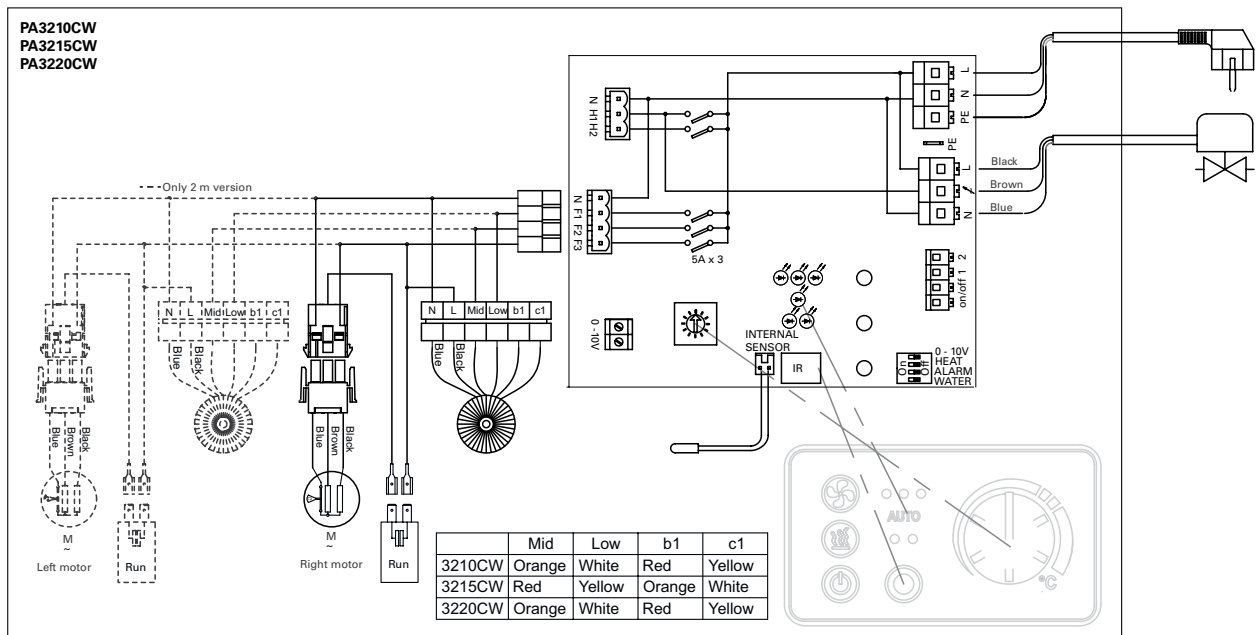 PA3210CW
PA3215CW
PA3220CW
L
N
PE
N H1 H2
PE
L
N
Black
Brown
Blue
Only 2 m version
N F1 F2 F3
5A x 3
on/off 1 2
N L Mid Low b1 c1
Blue
Black
N L Mid Low b1 c1
Blue
Black
0 - 10V
INTERNAL
SENSOR
IR
On
Off
0 - 10V
HEAT
ALARM
WATER
Blue
Brown
Black
Blue
Brown
Black
M
~
Left motor
Run
M
~
Right motor
Run
AUTO
°C
Mid Low b1 c1
3210CW Orange White Red Yellow
3215CW Red Yellow Orange White
3220CW Orange White Red Yellow